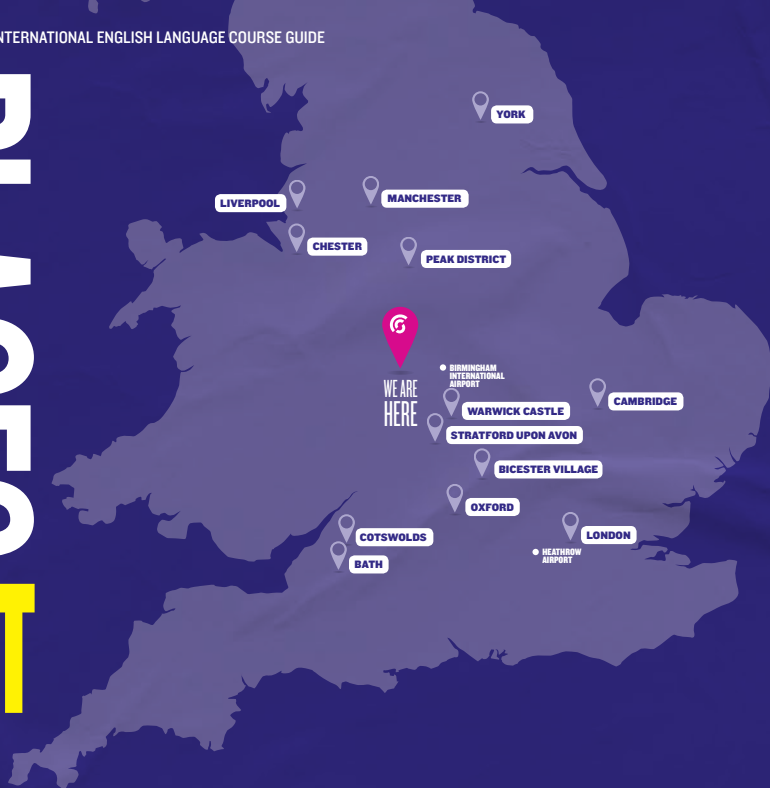 NTERNATIONAL ENGLISH LANGUAGE COURSE GUIDE
YORK
LIVERPOOL
MANCHESTER
CHESTER
PEAK DISTRICT
WE ARE
HERE
BIRMINGHAM
INTERNATIONAL
AIRPORT
CAMBRIDGE
WARWICK CASTLE
STRATFORD UPON AVON
BICESTER VILLAGE
OXFORD
COTSWOLDS
LONDON
HEATHROW
AIRPORT
BATH